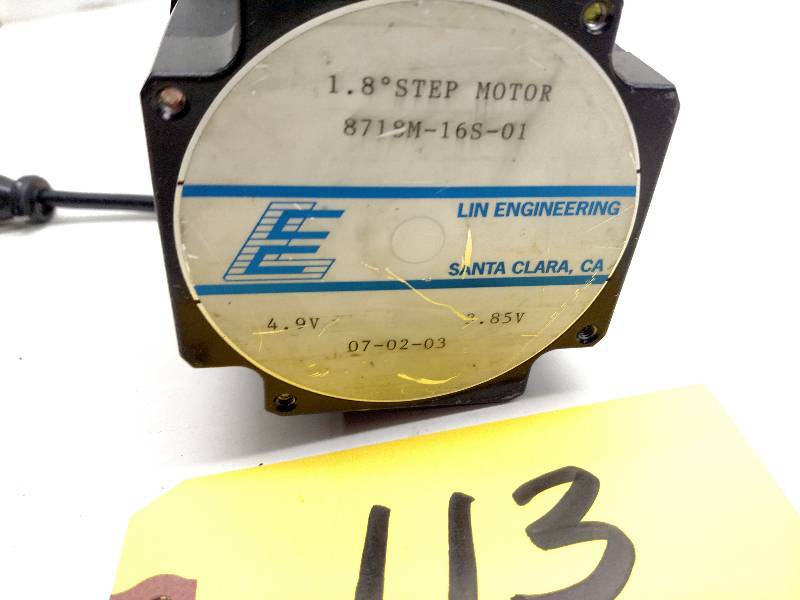 1.8°STEP MOTOR
8718M-16S-01
LIN ENGINEERING
SANTA CLARA, CA
4.9V
07-02-03
113